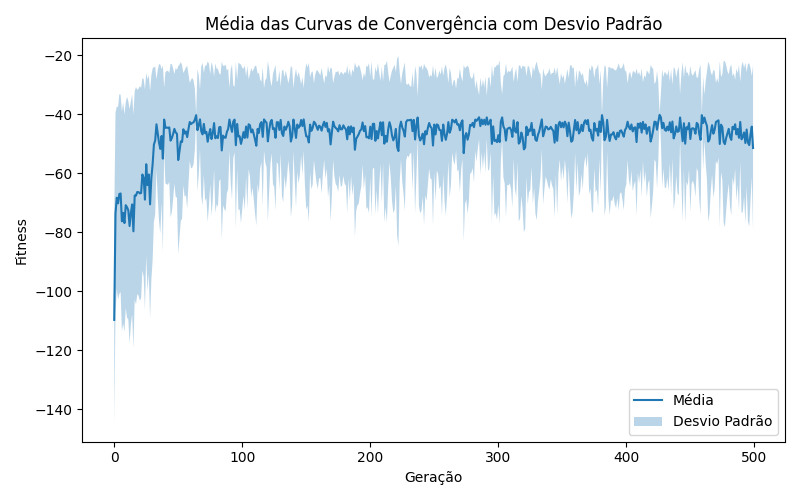 Média das Curvas de Convergência com Desvio Padrão
Fitness
−20
−40
−60
−80
−100
−120
−140
0 100 200 300 400 500
Geração
Média
Desvio Padrão